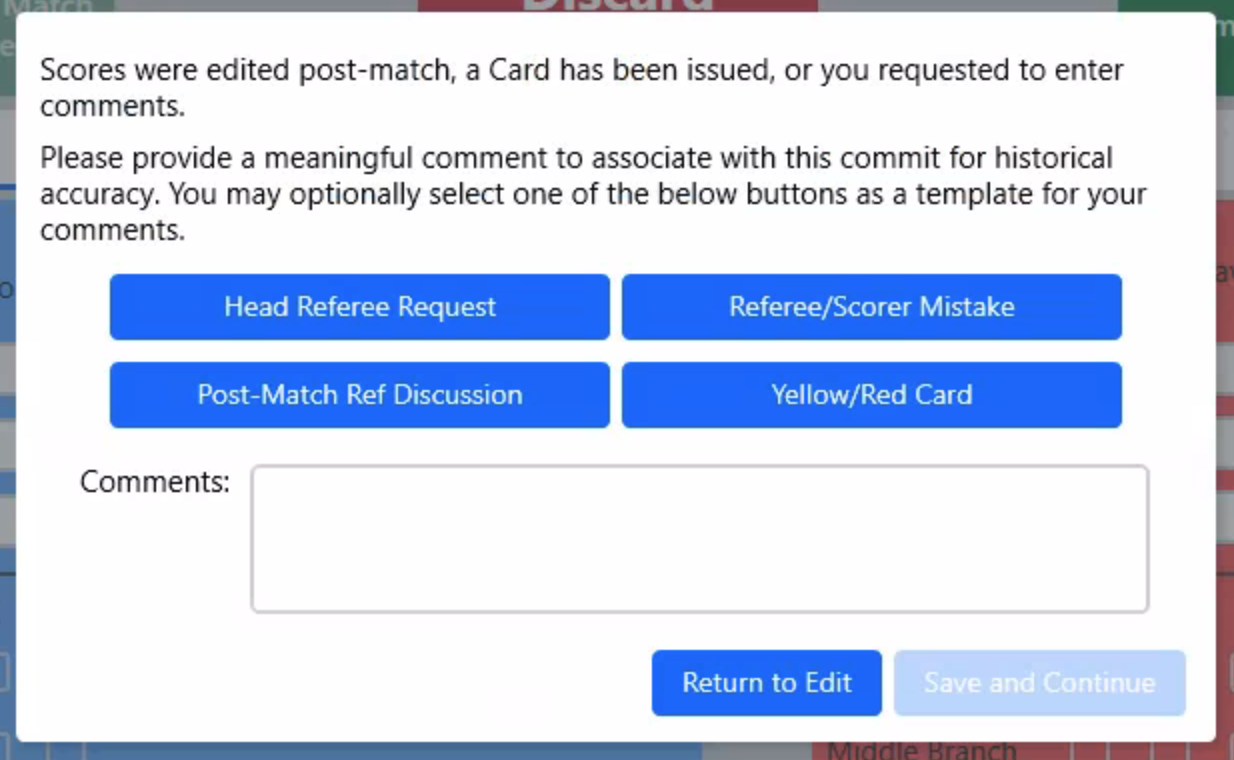 Match
Discard
Scores were edited post-match, a Card has been issued, or you requested to enter
comments.
Please provide a meaningful comment to associate with this commit for historical
accuracy. You may optionally select one of the below buttons as a template for your
comments.
Head Referee Request
Referee/Scorer Mistake
Post-Match Ref Discussion
Yellow/Red Card
Comments:
Return to Edit
Save and Continue
Middle Branch